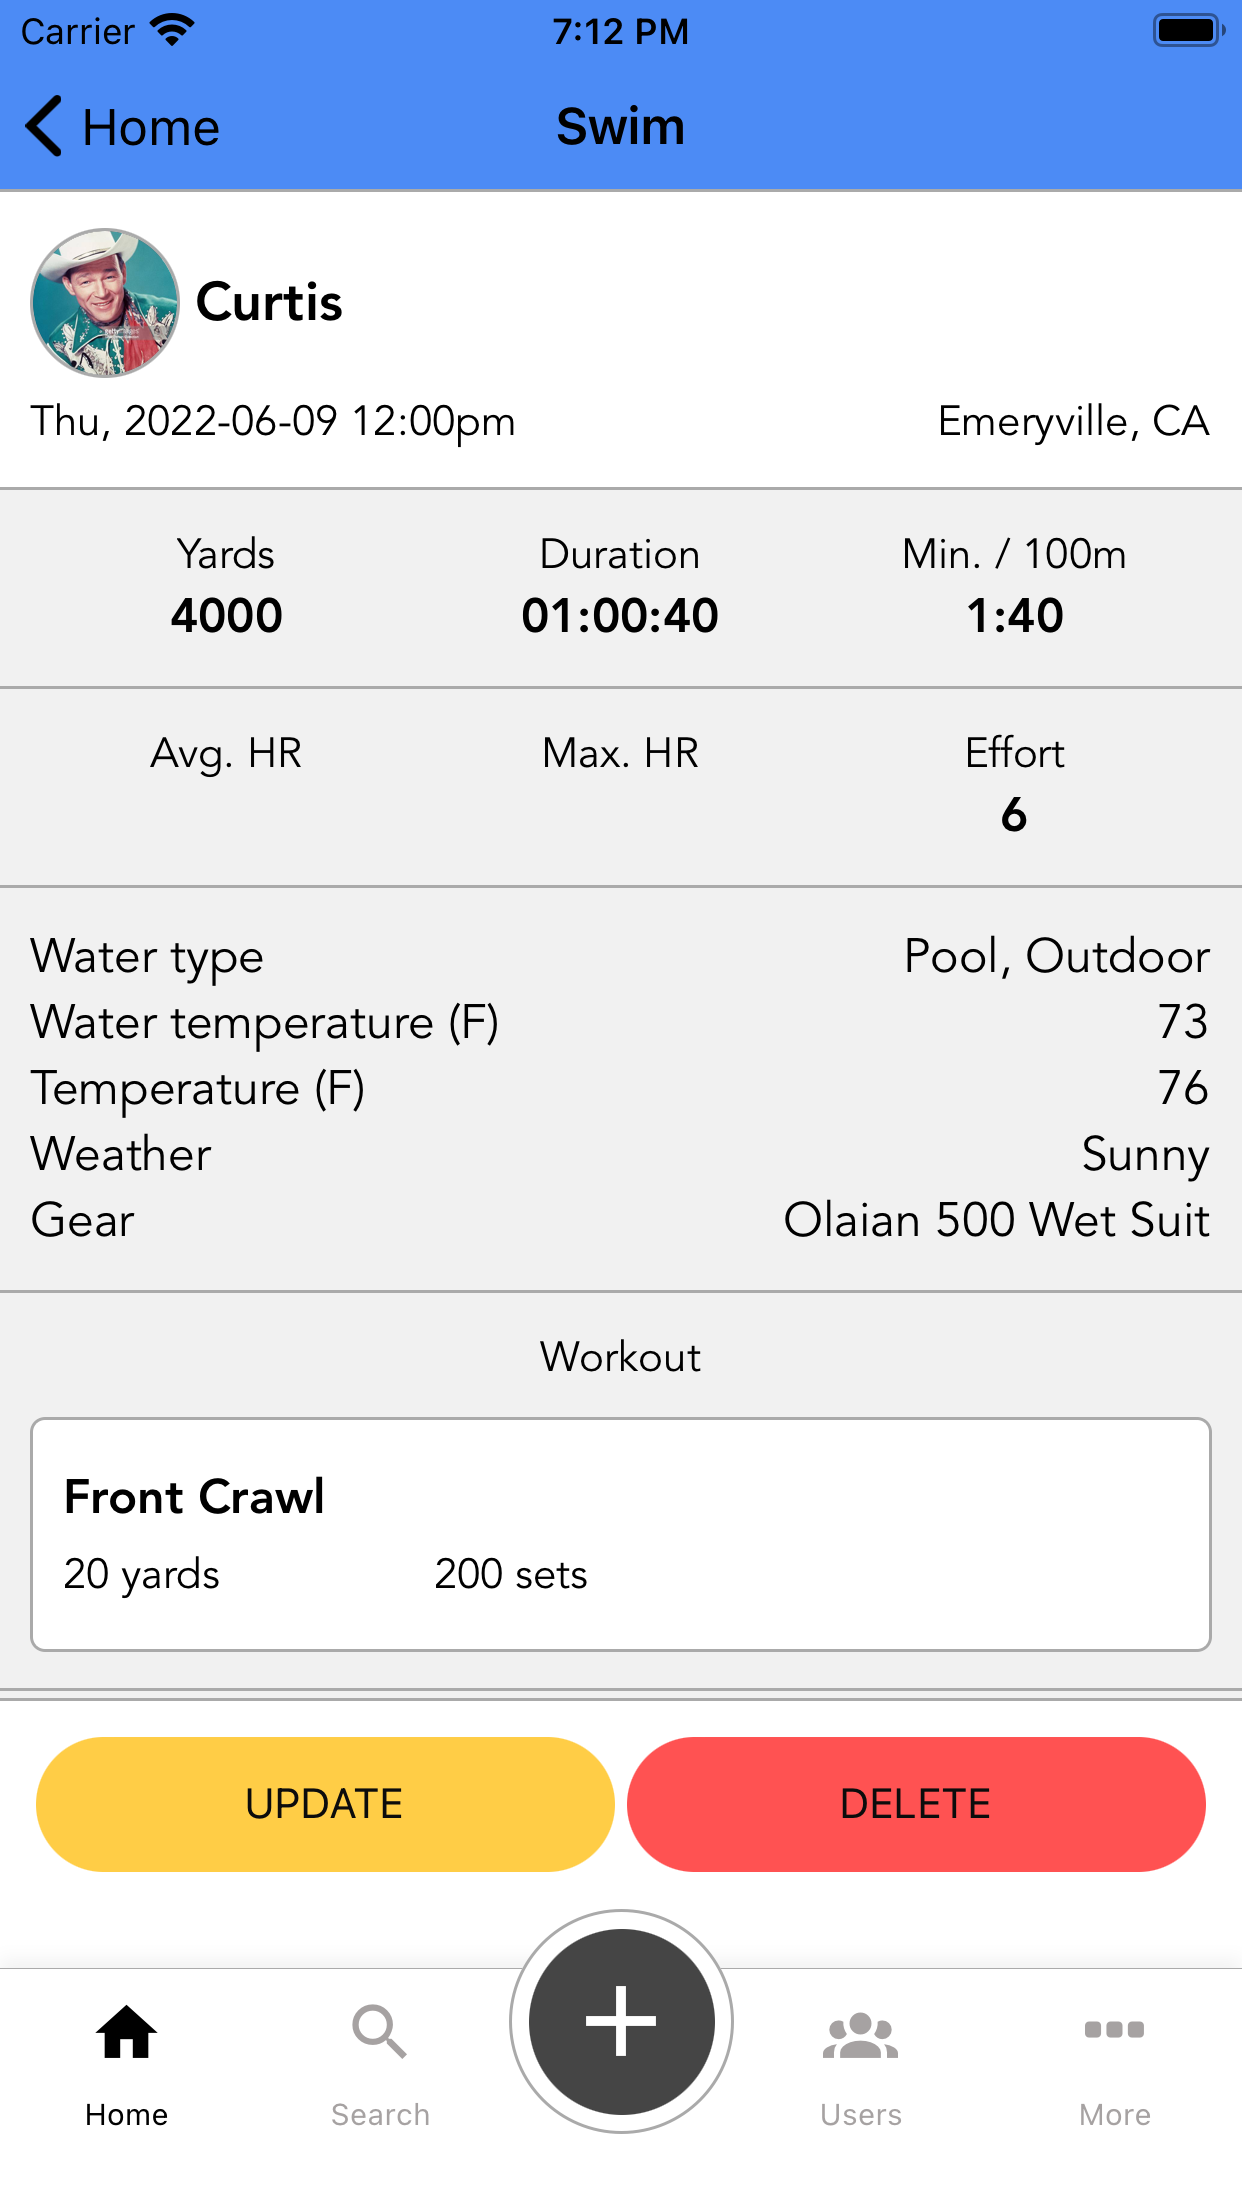 Carrier 7:12 PM
Home Swim
Curtis
Thu, 2022-06-09 12:00pm Emeryville, CA
Yards Duration Min. / 100m
4000 01:00:40 1:40
Avg. HR Max. HR Effort
6
Water type Pool, Outdoor
Water temperature (F) 73
Temperature (F) 76
Weather Sunny
Gear Olaian 500 Wet Suit
Workout
Front Crawl
20 yards 200 sets
UPDATE DELETE
Home Search Users More